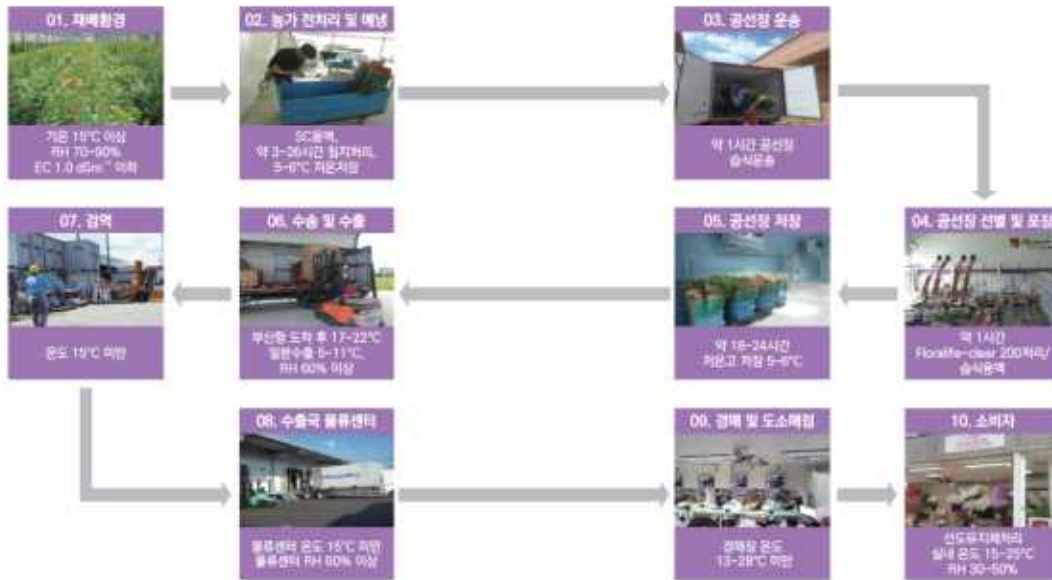 01. 재배환경
기온 15℃ 이상
RH 70~90%
EC 1.0 dSm⁻¹ 이하
02. 농가 전처리 및 예냉
SC용액,
약 3~26시간 침지처리,
5~6℃ 저온저장
03. 공선장 운송
약 1시간 공선장
습식운송
04. 공선장 선별 및 포장
약 1시간
Floralife-clear 200처리/
습식용액
05. 공선장 저장
약 18~24시간
저온고 저장 5~6℃
06. 수송 및 수출
부산항 도착 후 17~22℃
일본수출 5~11℃,
RH 60% 이상
07. 검역
온도 15℃ 미만
08. 수출국 물류센터
물류센터 온도 15℃ 미만
물류센터 RH 60% 이상
09. 경매 및 도소매점
경매장 온도
13~28℃ 미만
10. 소비자
선도유지제처리
실내 온도 15~25℃
RH 30~50%